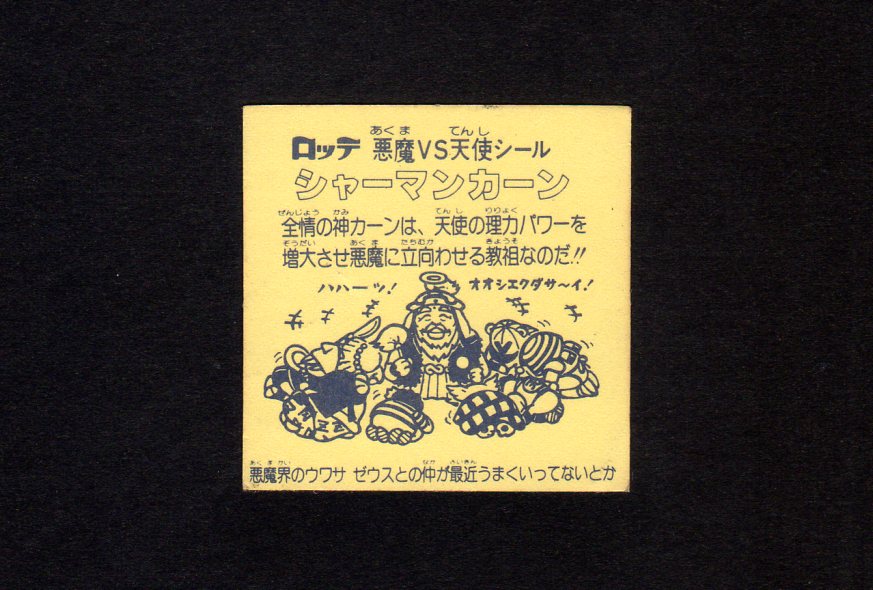 ロッテ 悪魔VS天使シール
シャーマンカーン
全情の神カーンは、天使の理力パワーを
増大させ悪魔に立向わせる教祖なのだ!!
ハハーッ! オオシエクダサ〜イ!
悪魔界のウワサ ゼウスとの仲が最近うまくいってないとか